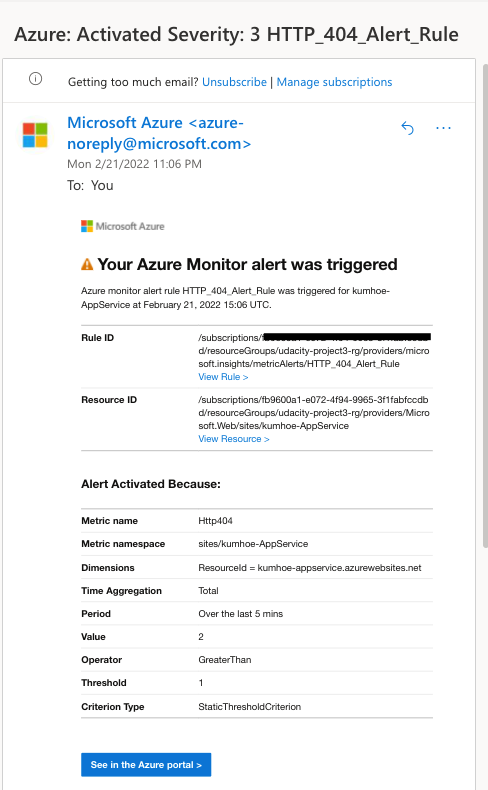 Azure: Activated Severity: 3 HTTP_404_Alert_Rule
Getting too much email? Unsubscribe | Manage subscriptions
Microsoft Azure <azure-
noreply@microsoft.com>
Mon 2/21/2022 11:06 PM
To: You
Microsoft Azure
Your Azure Monitor alert was triggered
Azure monitor alert rule HTTP_404_Alert_Rule was triggered for kumhoe-
AppService at February 21, 2022 15:06 UTC.
Rule ID /subscriptions/
d/resourceGroups/udacity-project3-rg/providers/micro
soft.insights/metricAlerts/HTTP_404_Alert_Rule
View Rule >
Resource ID /subscriptions/fb9600a1-e072-4f94-9965-3f1fabfccdb
d/resourceGroups/udacity-project3-rg/providers/Micro
soft.Web/sites/kumhoe-AppService
View Resource >
Alert Activated Because:
Metric name Http404
Metric namespace sites/kumhoe-AppService
Dimensions ResourceId = kumhoe-appservice.azurewebsites.net
Time Aggregation Total
Period Over the last 5 mins
Value 2
Operator GreaterThan
Threshold 1
Criterion Type StaticThresholdCriterion
See in the Azure portal >